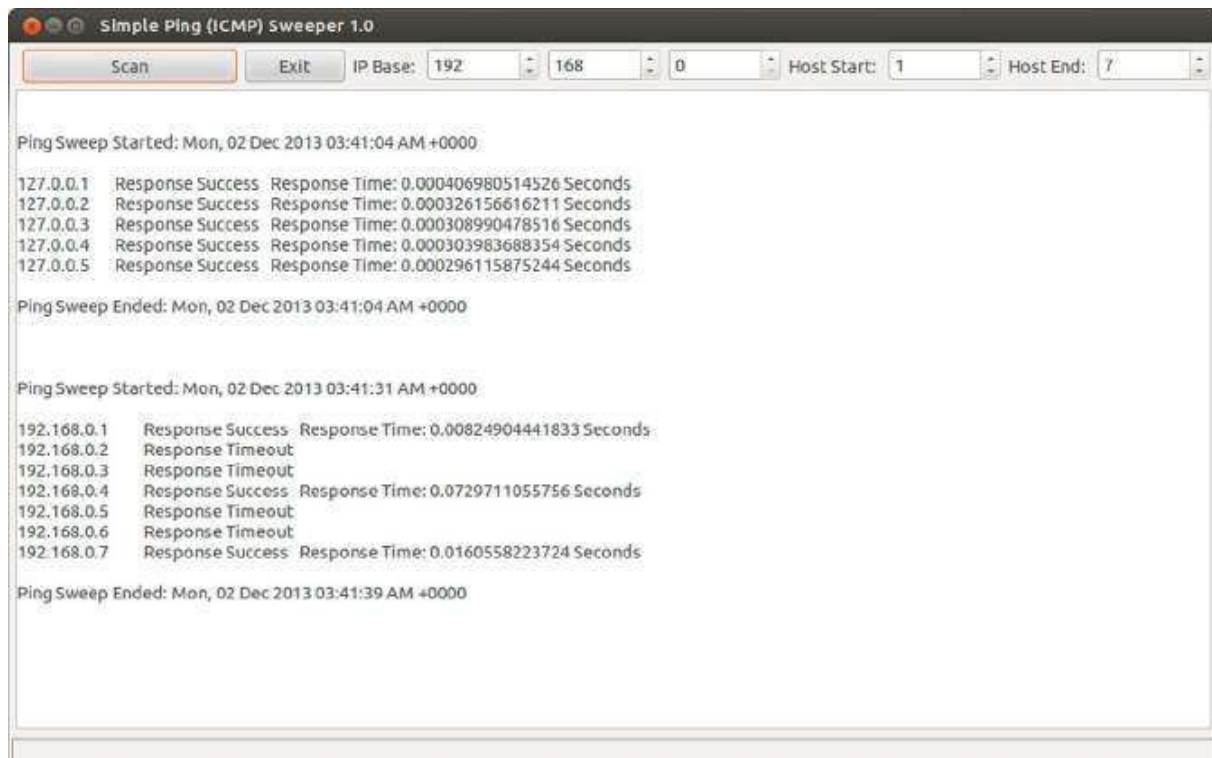 Simple Ping (ICMP) Sweeper 1.0
Scan Exit IP Base: 192 168 0 Host Start: 1 Host End: 7
Ping Sweep Started: Mon, 02 Dec 2013 03:41:04 AM +0000
127.0.0.1 Response Success Response Time: 0.000406980514526 Seconds
127.0.0.2 Response Success Response Time: 0.000326156616211 Seconds
127.0.0.3 Response Success Response Time: 0.000308990478516 Seconds
127.0.0.4 Response Success Response Time: 0.000303983688354 Seconds
127.0.0.5 Response Success Response Time: 0.000296115875244 Seconds
Ping Sweep Ended: Mon, 02 Dec 2013 03:41:04 AM +0000
Ping Sweep Started: Mon, 02 Dec 2013 03:41:31 AM +0000
192.168.0.1 Response Success Response Time: 0.00824904441833 Seconds
192.168.0.2 Response Timeout
192.168.0.3 Response Timeout
192.168.0.4 Response Success Response Time: 0.0729711055756 Seconds
192.168.0.5 Response Timeout
192.168.0.6 Response Timeout
192.168.0.7 Response Success Response Time: 0.0160558223724 Seconds
Ping Sweep Ended: Mon, 02 Dec 2013 03:41:39 AM +0000